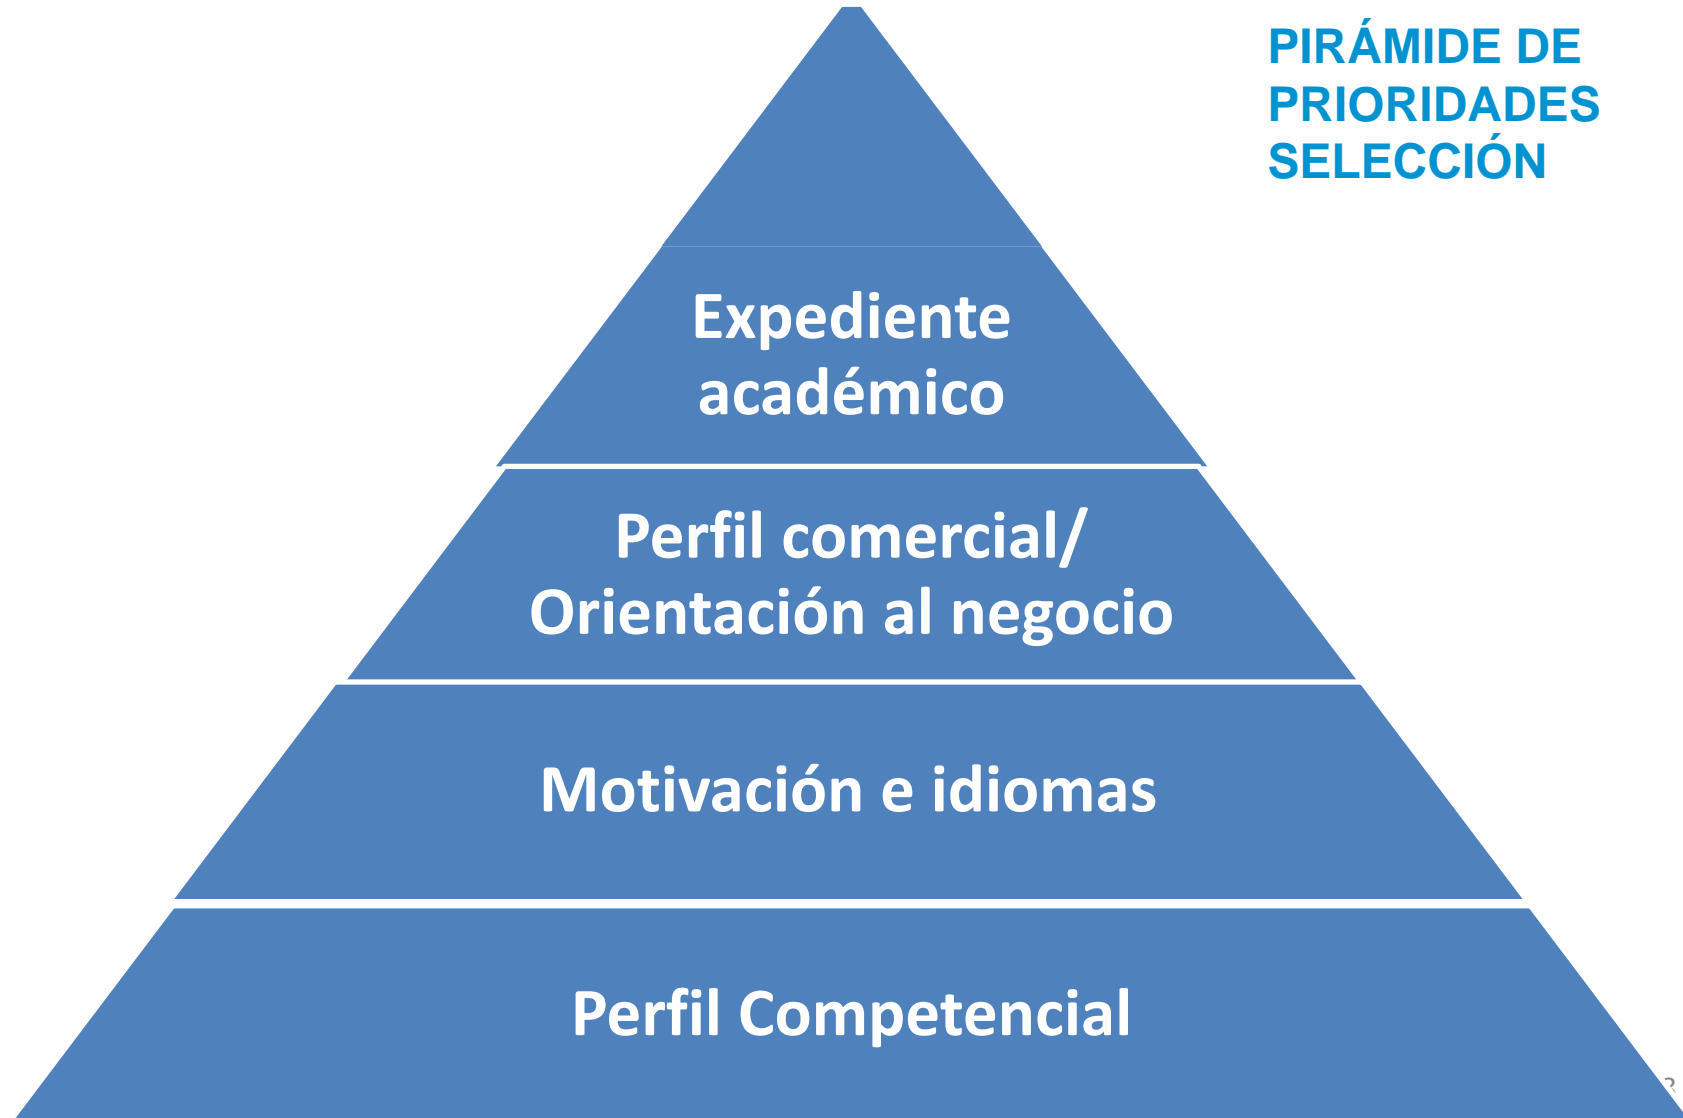 PIRÁMIDE DE
PRIORIDADES
SELECCIÓN
Expediente
académico
Perfil comercial/
Orientación al negocio
Motivación e idiomas
Perfil Competencial